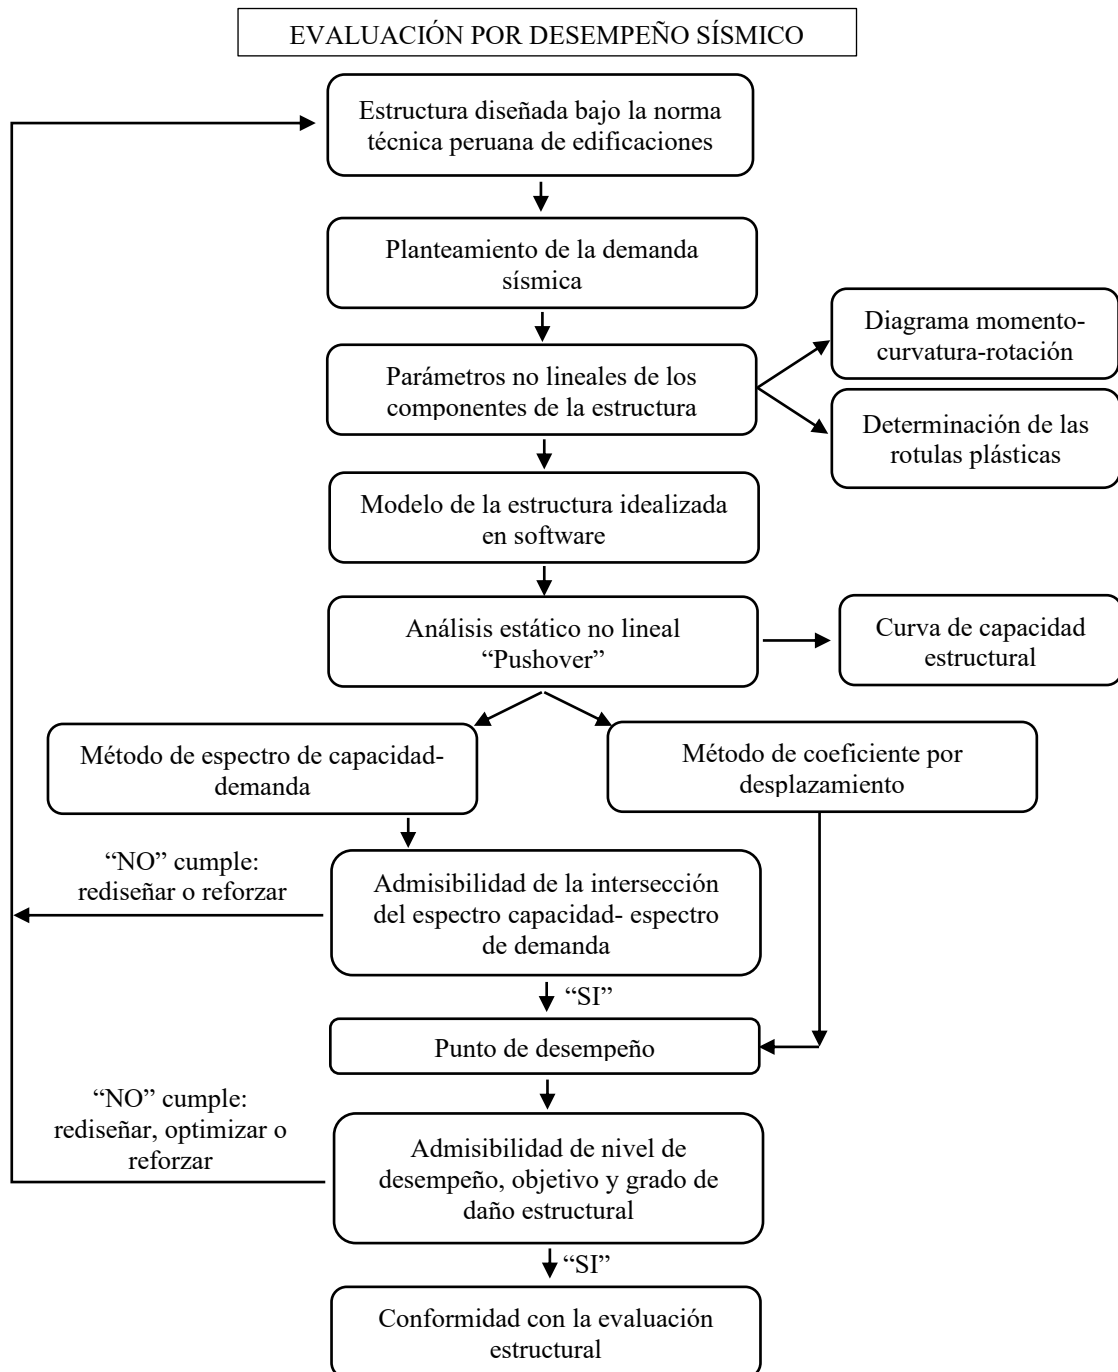 EVALUACIÓN POR DESEMPEÑO SÍSMICO
Estructura diseñada bajo la norma
técnica peruana de edificaciones
Planteamiento de la demanda
sísmica
Parámetros no lineales de los
componentes de la estructura
Diagrama momento-
curvatura-rotación
Determinación de las
rotulas plásticas
Modelo de la estructura idealizada
en software
Análisis estático no lineal
“Pushover”
Curva de capacidad
estructural
Método de espectro de capacidad-
demanda
Método de coeficiente por
desplazamiento
“NO” cumple:
rediseñar o reforzar
Admisibilidad de la intersección
del espectro capacidad- espectro
de demanda
“SI”
Punto de desempeño
“NO” cumple:
rediseñar, optimizar o
reforzar
Admisibilidad de nivel de
desempeño, objetivo y grado de
daño estructural
“SI”
Conformidad con la evaluación
estructural